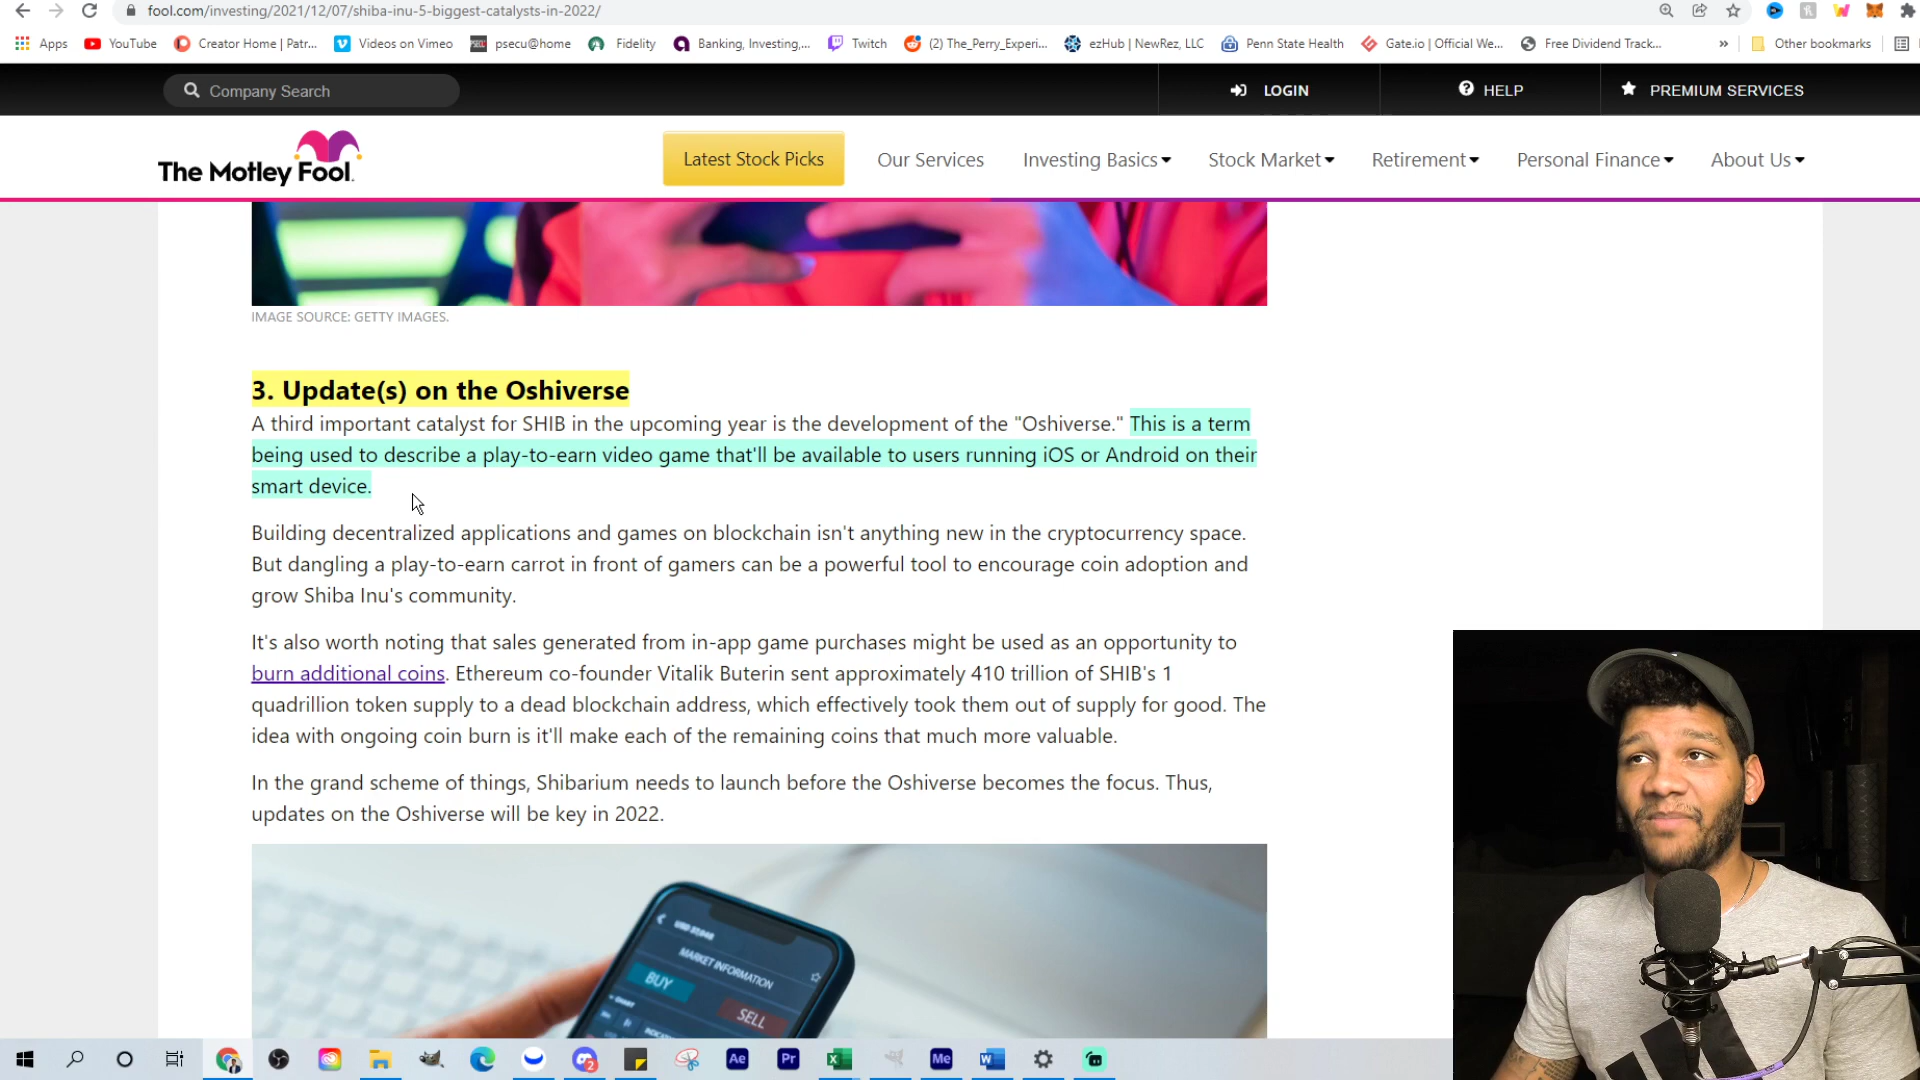 fool.com/investing/2021/12/07/shiba-inu-5-biggest-catalysts-in-2022/
Apps YouTube Creator Home | Patr... Videos on Vimeo psecu@home Fidelity Banking, Investing,... Twitch (2) The_Perry_Experi... ezHub | NewRez, LLC Penn State Health Gate.io | Official We... Free Dividend Track... » Other bookmarks
Company Search LOGIN HELP PREMIUM SERVICES
The Motley Fool. Latest Stock Picks Our Services Investing Basics Stock Market Retirement Personal Finance About Us
IMAGE SOURCE: GETTY IMAGES.
3. Update(s) on the Oshiverse
A third important catalyst for SHIB in the upcoming year is the development of the "Oshiverse." This is a term
being used to describe a play-to-earn video game that'll be available to users running iOS or Android on their
smart device.
Building decentralized applications and games on blockchain isn't anything new in the cryptocurrency space.
But dangling a play-to-earn carrot in front of gamers can be a powerful tool to encourage coin adoption and
grow Shiba Inu's community.
It's also worth noting that sales generated from in-app game purchases might be used as an opportunity to
burn additional coins. Ethereum co-founder Vitalik Buterin sent approximately 410 trillion of SHIB's 1
quadrillion token supply to a dead blockchain address, which effectively took them out of supply for good. The
idea with ongoing coin burn is it'll make each of the remaining coins that much more valuable.
In the grand scheme of things, Shibarium needs to launch before the Oshiverse becomes the focus. Thus,
updates on the Oshiverse will be key in 2022.
MARKET INFORMATION
BUY
SELL
Ae Pr Me